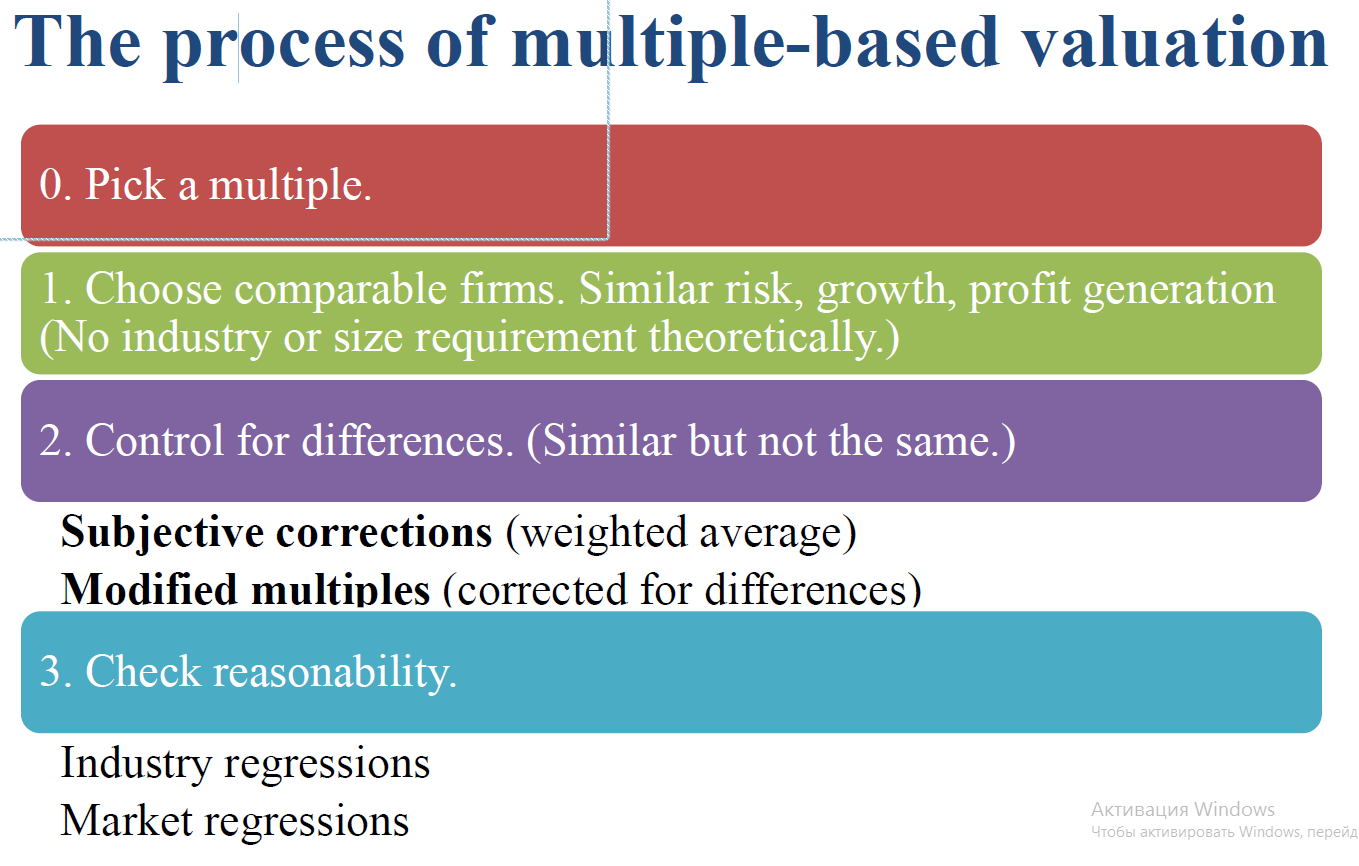 The process of multiple-based valuation
0. Pick a multiple.
1. Choose comparable firms. Similar risk, growth, profit generation
(No industry or size requirement theoretically.)
2. Control for differences. (Similar but not the same.)
Subjective corrections (weighted average)
Modified multiples (corrected for differences)
3. Check reasonability.
Industry regressions
Market regressions
Активация Windows
Чтобы активировать Windows, перейд